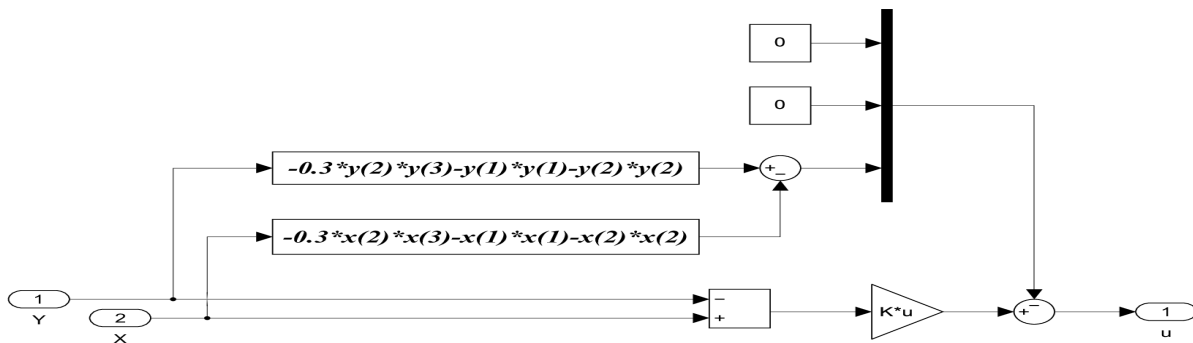 0
0
-0.3*y(2)*y(3)-y(1)*y(1)-y(2)*y(2)
+
−
-0.3*x(2)*x(3)-x(1)*x(1)-x(2)*x(2)
1
Y
2
X
−
+
K*u
−
+
1
u